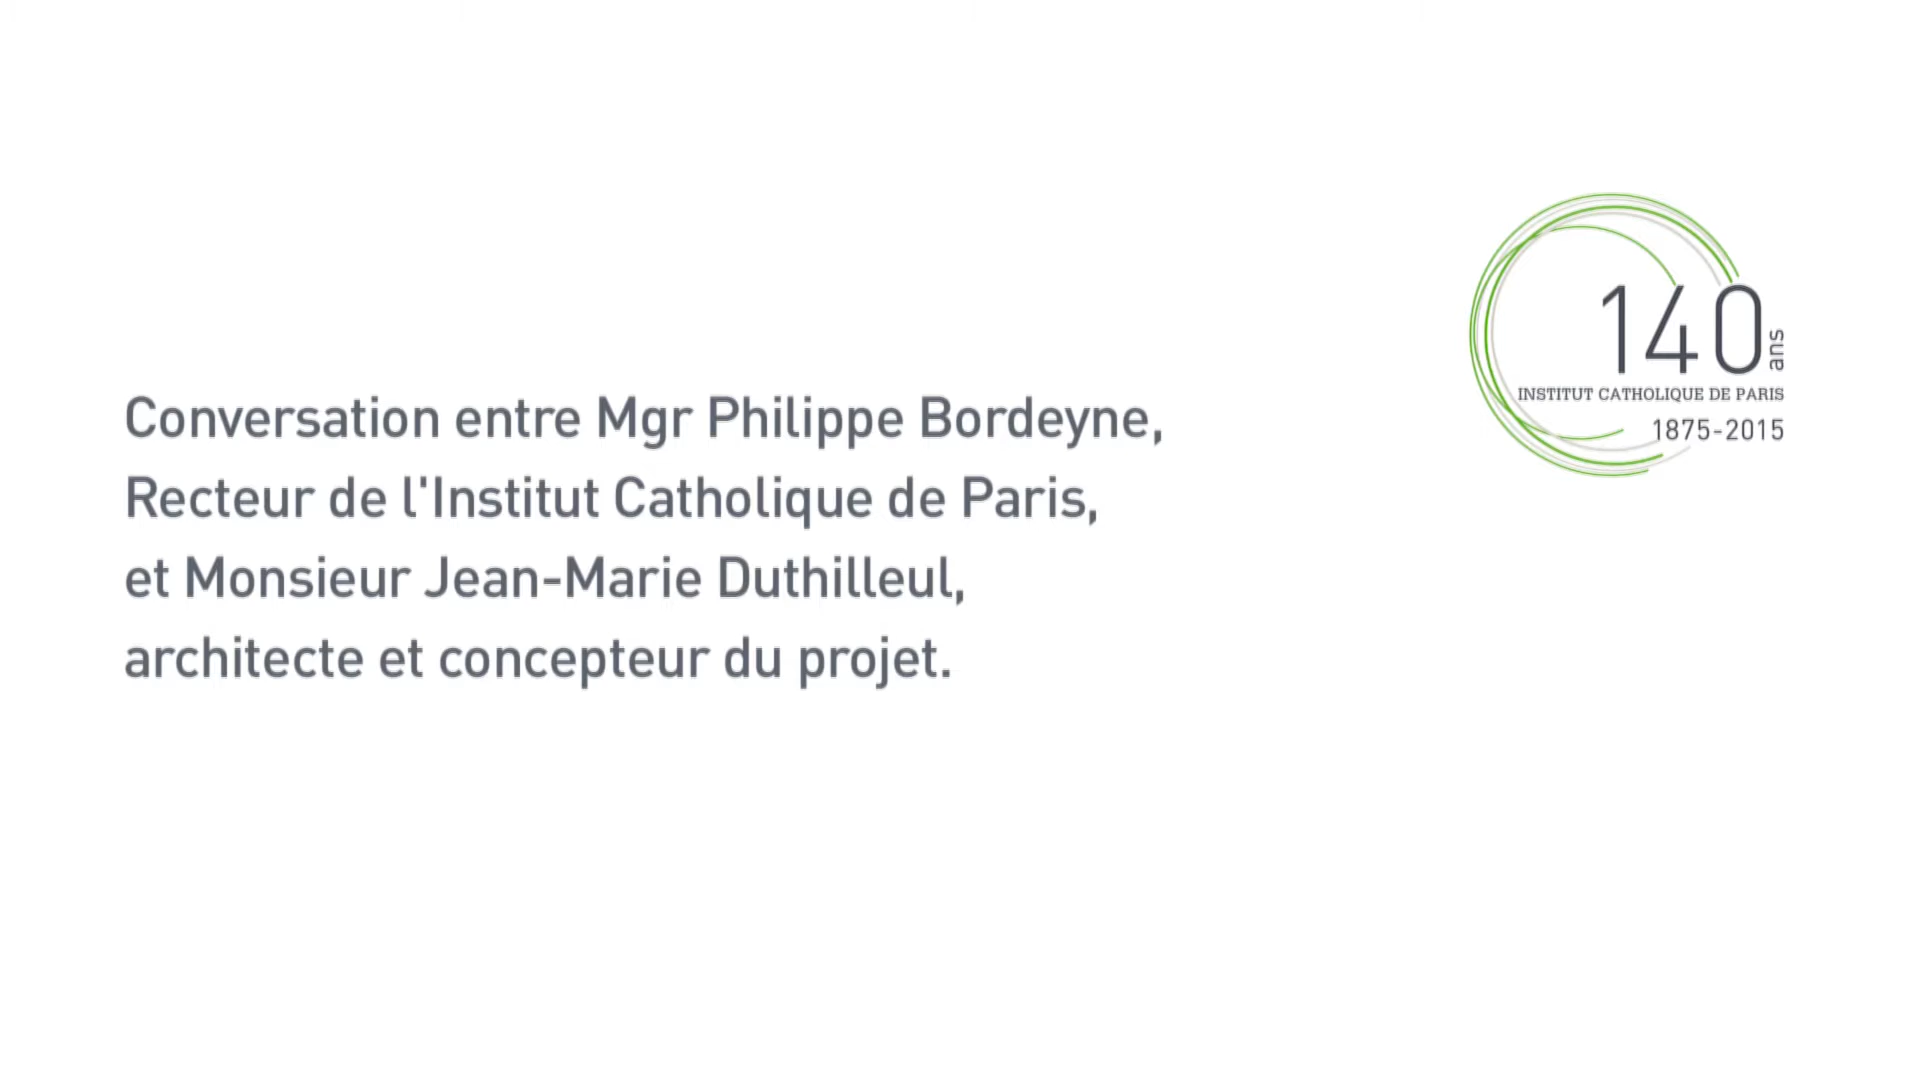 Conversation entre Mgr Philippe Bordeyne,
Recteur de l'Institut Catholique de Paris,
et Monsieur Jean-Marie Duthilleul,
architecte et concepteur du projet.
140 ans
INSTITUT CATHOLIQUE DE PARIS
1875-2015